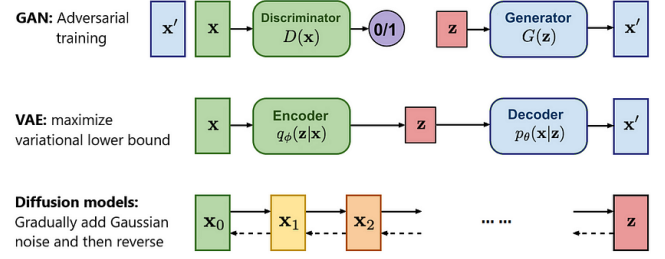 GAN: Adversarial
training
x′
x
Discriminator
D(x)
0/1
z
Generator
G(z)
x′
VAE: maximize
variational lower bound
x
Encoder
qϕ(z|x)
z
Decoder
pθ(x|z)
x′
Diffusion models:
Gradually add Gaussian
noise and then reverse
x0
x1
x2
... ...
z